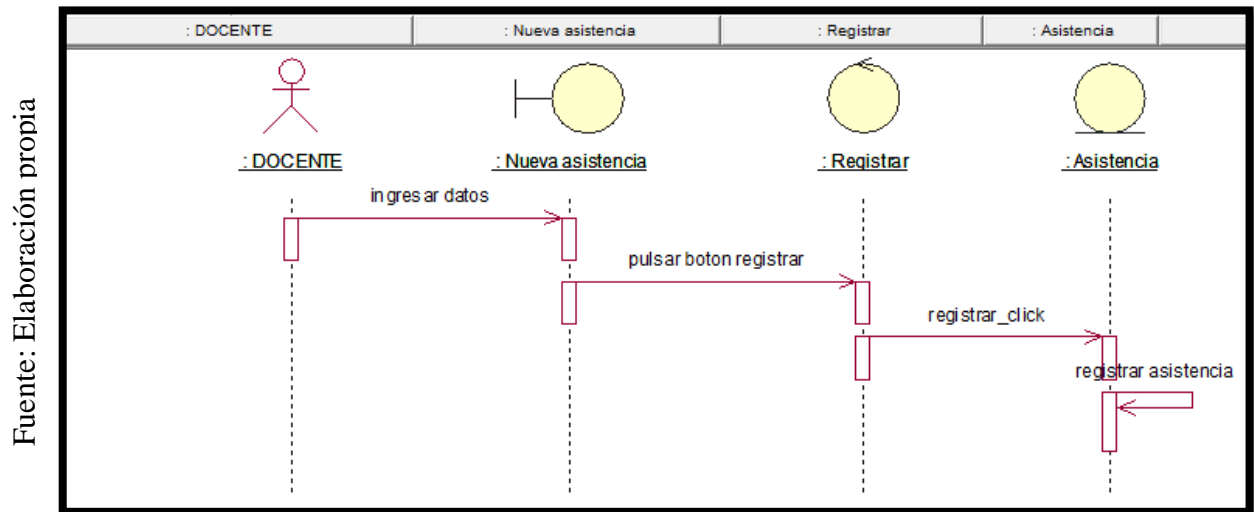 : DOCENTE : Nueva asistencia : Registrar : Asistencia
: DOCENTE : Nueva asistencia : Registrar : Asistencia
ingresar datos
pulsar boton registrar
registrar_click
registrar asistencia
Fuente: Elaboración propia